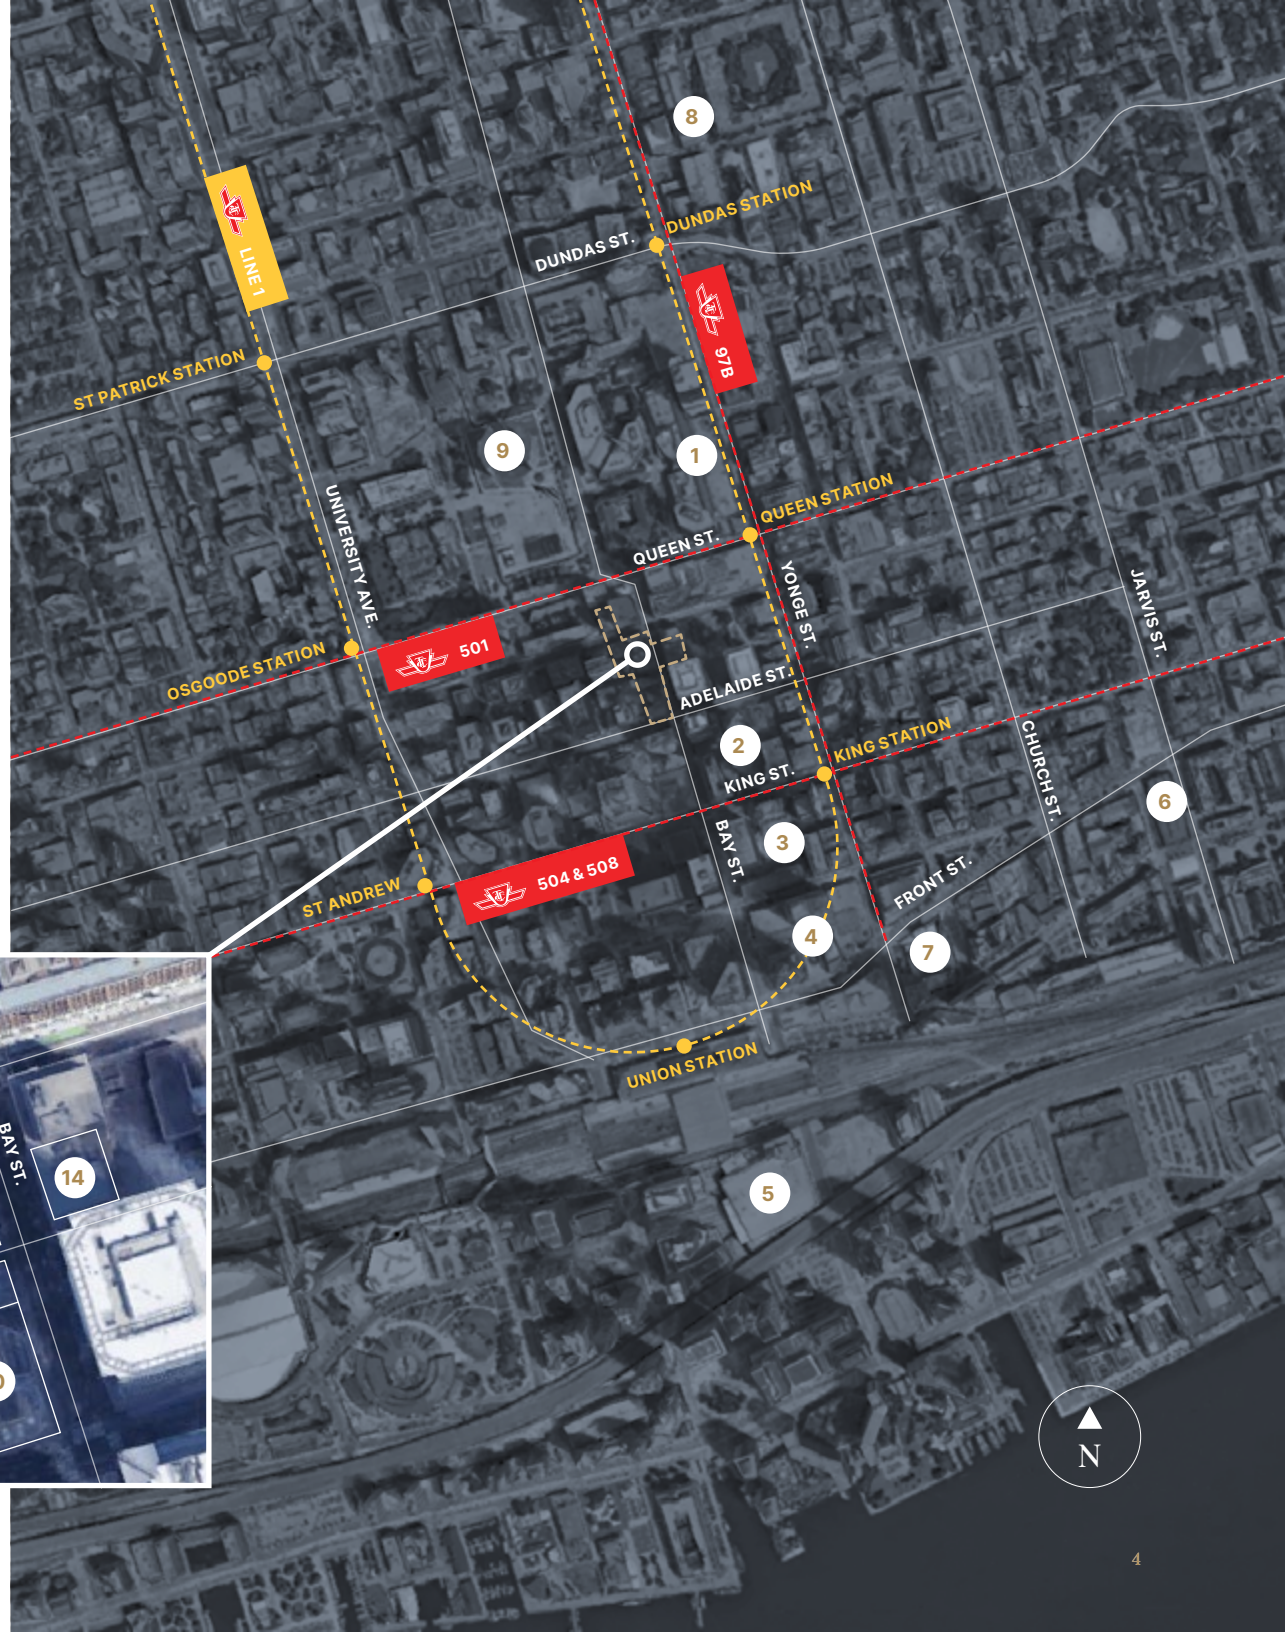 8
DUNDAS STATION
DUNDAS ST.
LINE 1
97B
ST PATRICK STATION
9
1
QUEEN STATION
QUEEN ST.
UNIVERSITY AVE.
YONGE ST.
JARVIS ST.
501
OSGOODE STATION
ADELAIDE ST.
2
KING STATION
KING ST.
CHURCH ST.
6
3
BAY ST.
504 & 508
FRONT ST.
ST ANDREW
4
7
UNION STATION
BAY ST.
14
5
N
4